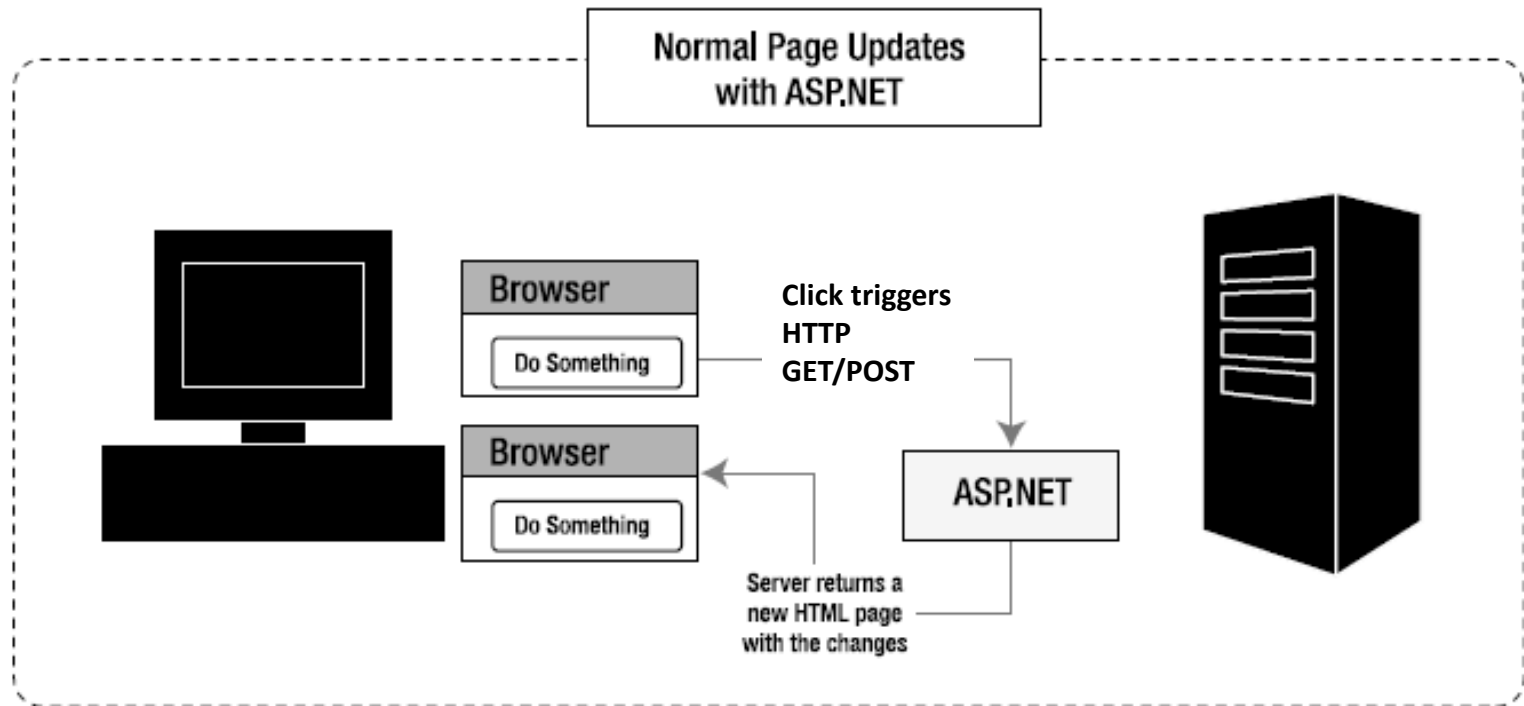 Normal Page Updates
with ASP.NET
Browser
Do Something
Click triggers
HTTP
GET/POST
Browser
Do Something
ASP.NET
Server returns a
new HTML page
with the changes